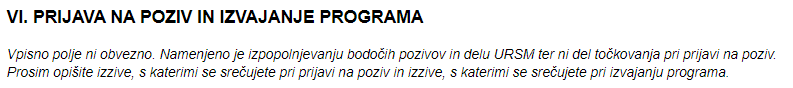 VI. PRIJAVA NA POZIV IN IZVAJANJE PROGRAMA
Vpisno polje ni obvezno. Namenjeno je izpopolnjevanju bodočih pozivov in delu URSM ter ni del točkovanja pri prijavi na poziv.
Prosim opišite izzive, s katerimi se srečujete pri prijavi na poziv in izzive, s katerimi se srečujete pri izvajanju programa.